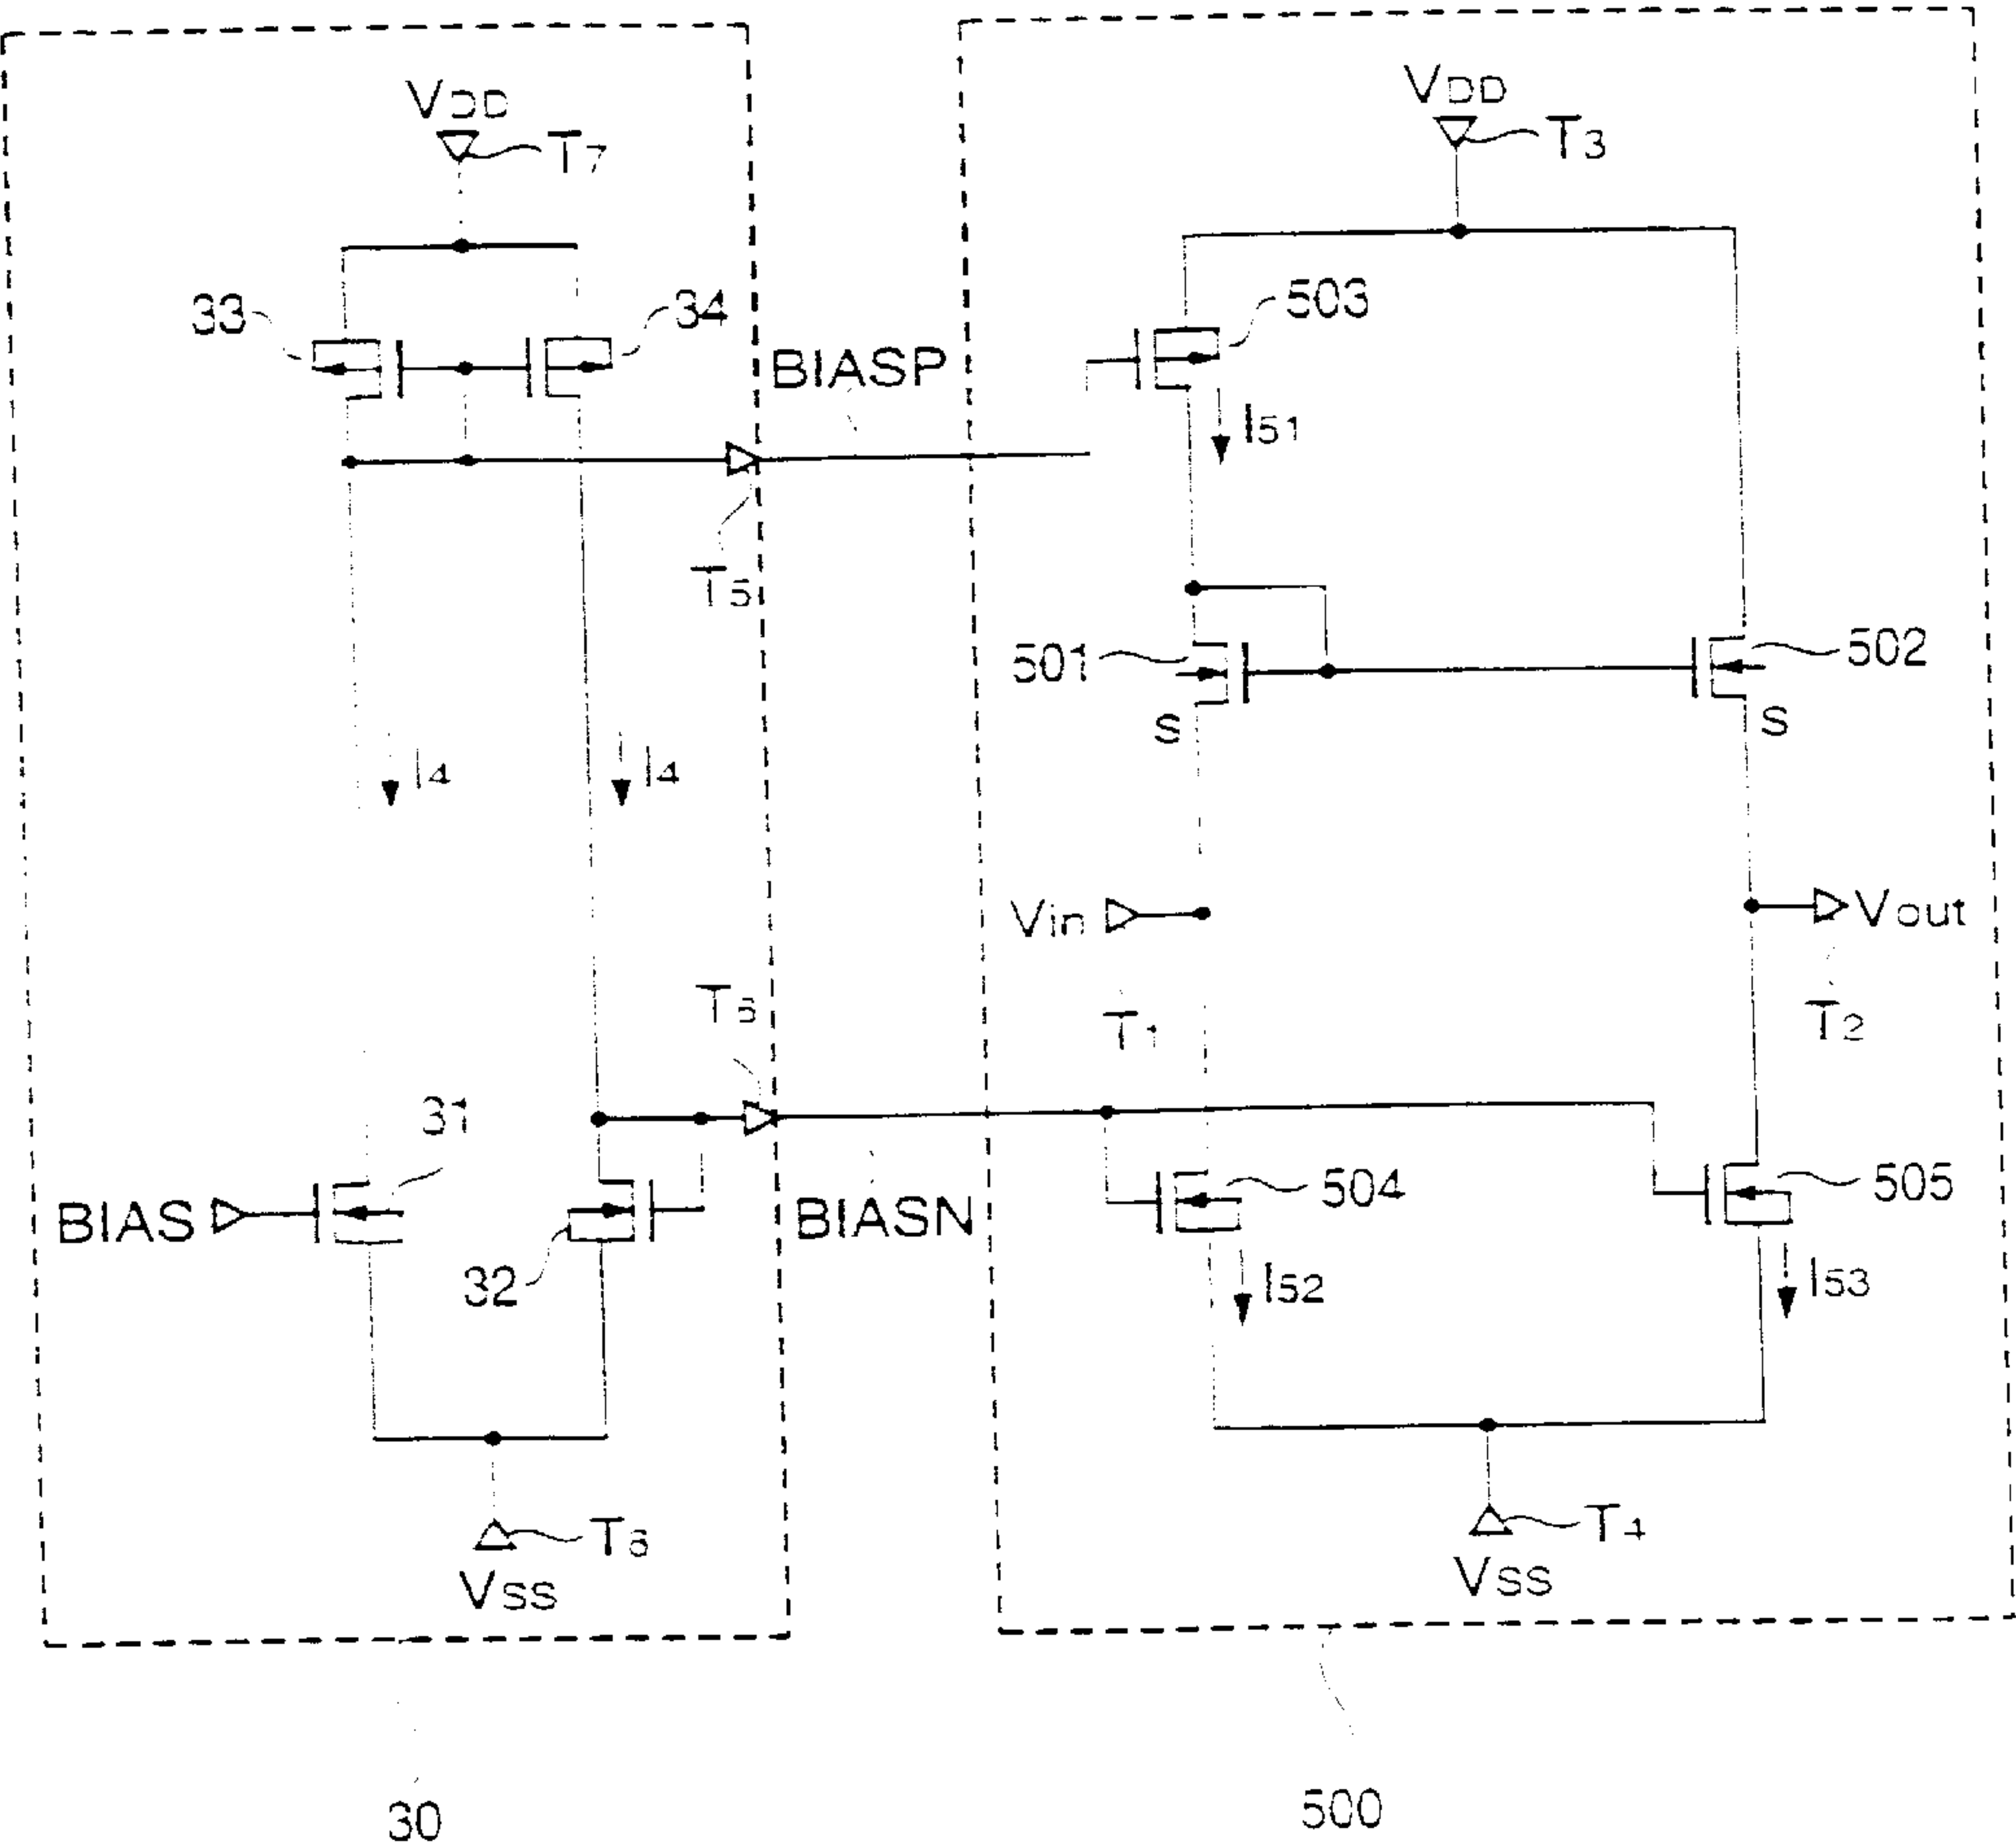 VDD
T7
33
34
BIASP
T5
I4
I4
T6
31
BIAS
32
BIASN
T8
VSS
30
VDD
T3
503
I51
501
502
S
S
Vin
Vout
T1
T2
504
505
I52
I53
T4
VSS
500